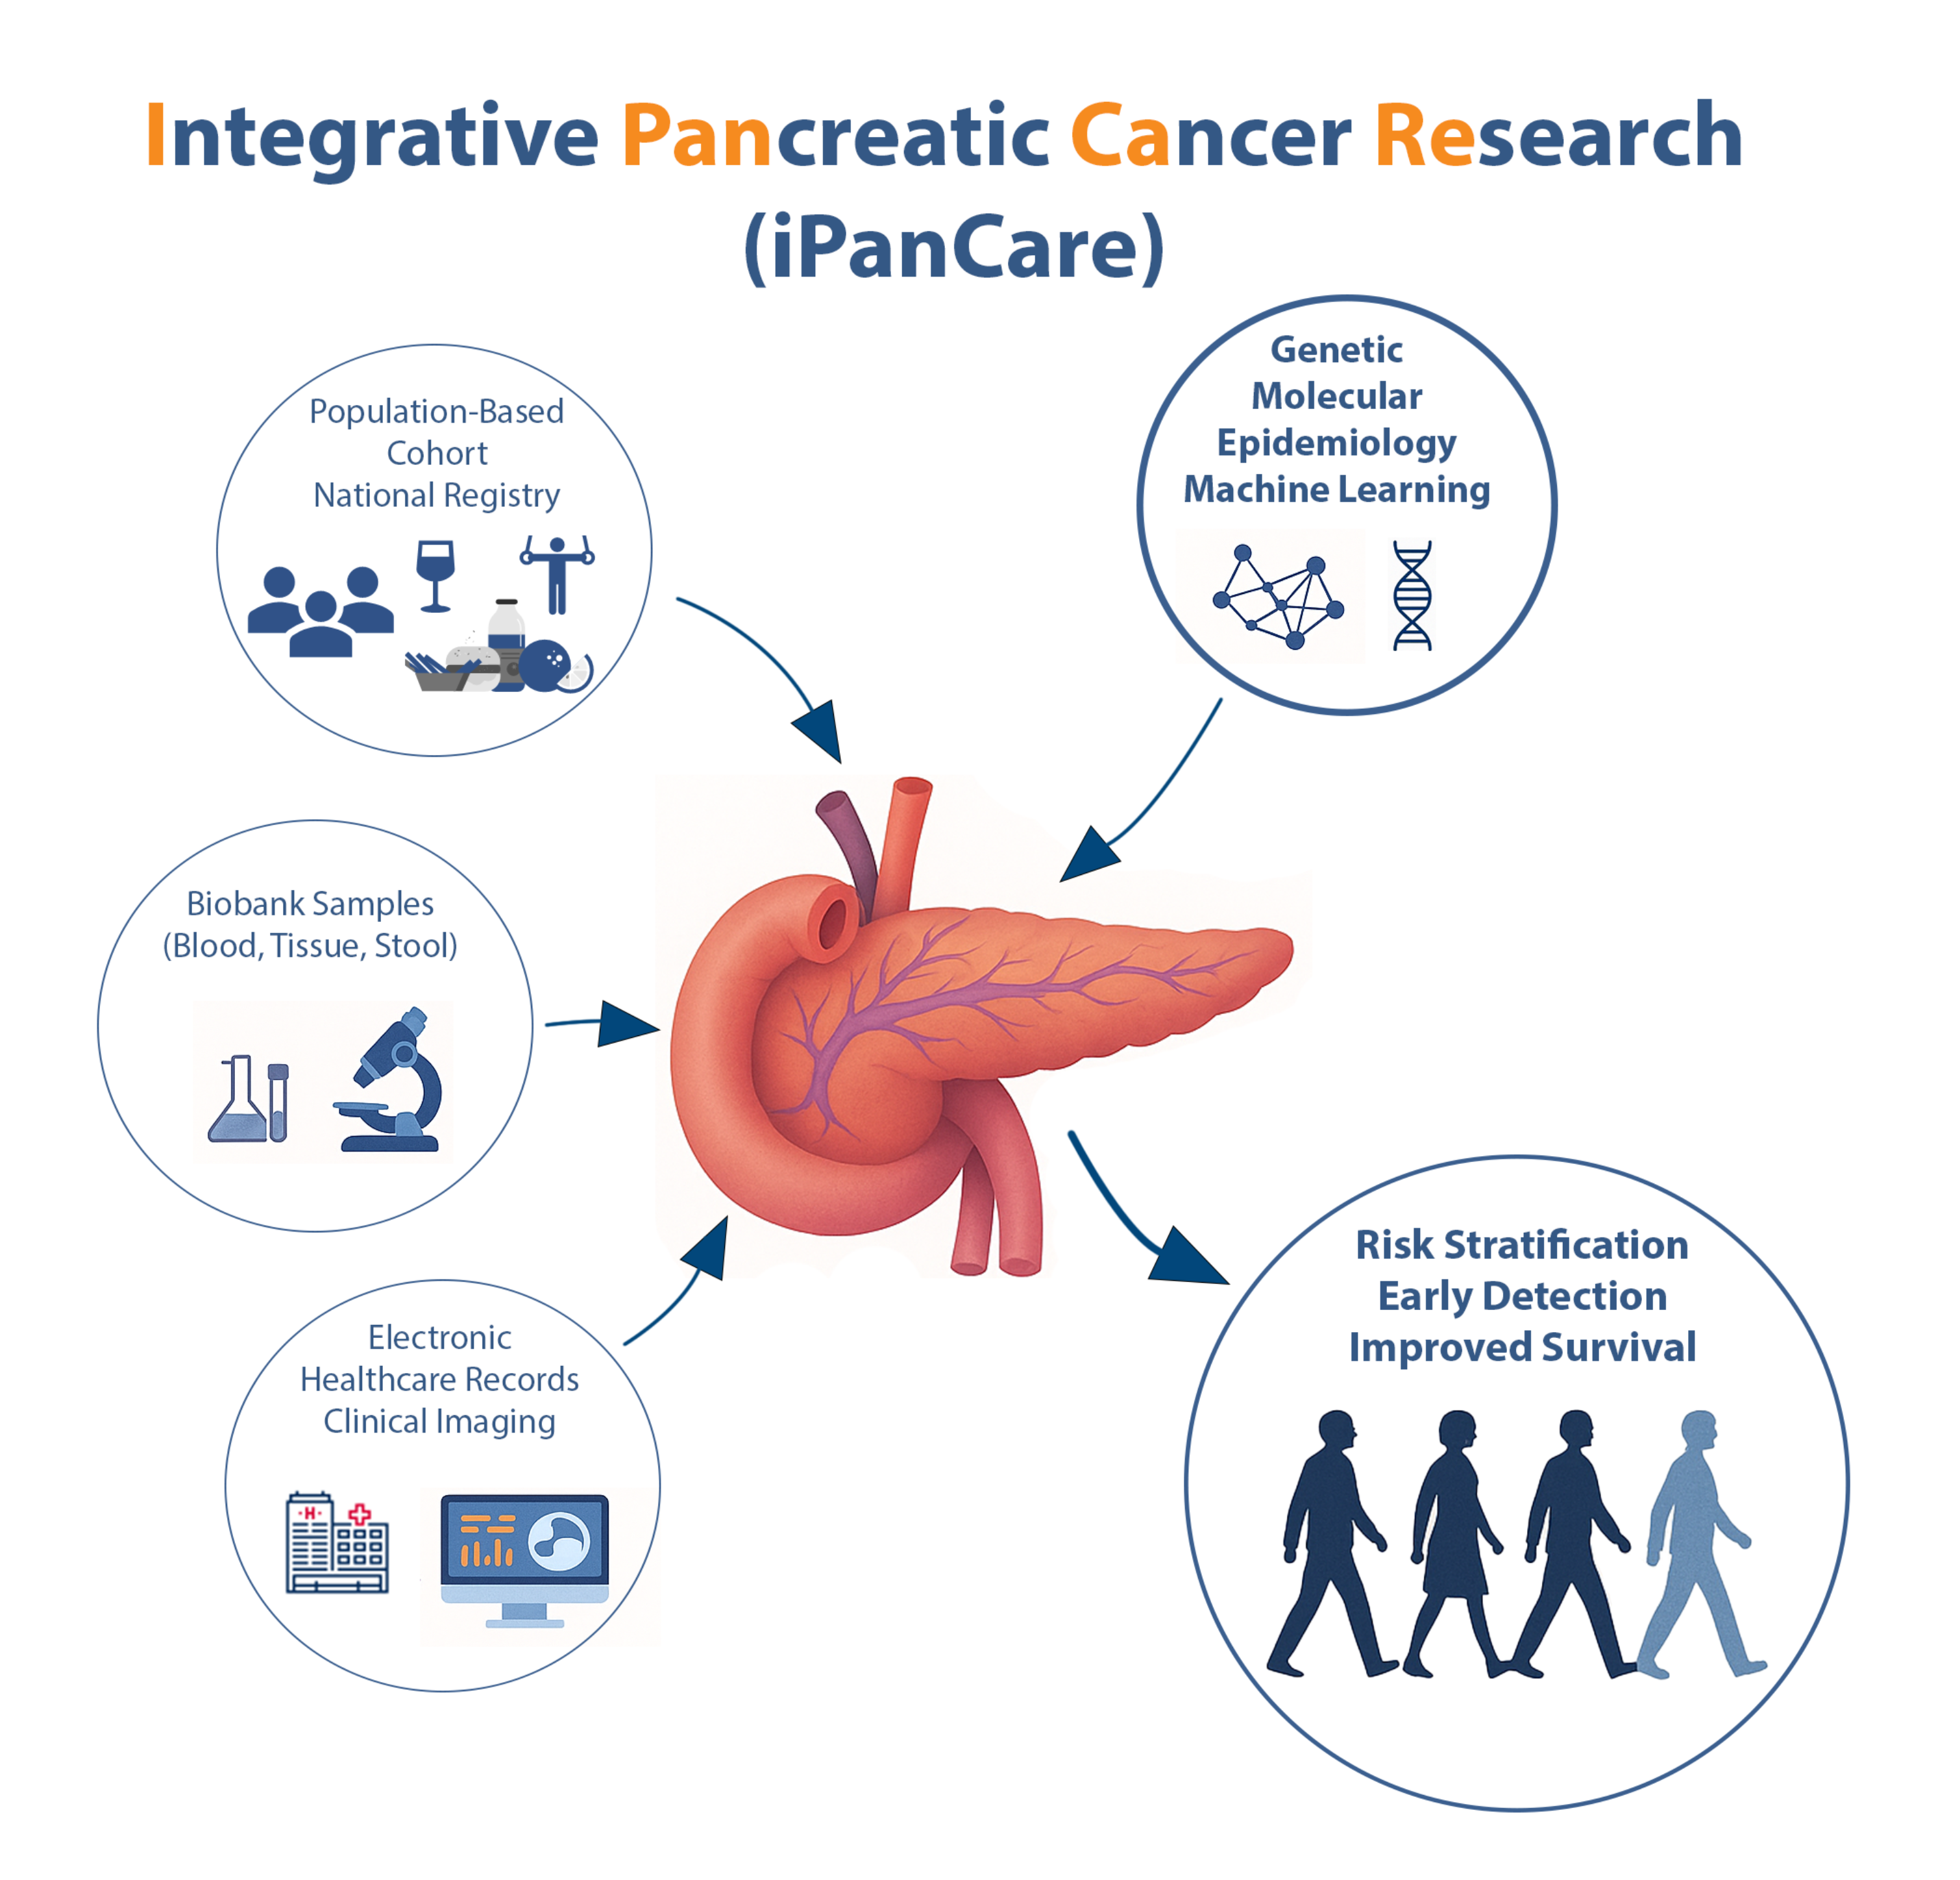 Integrative Pancreatic Cancer Research
(iPanCare)
Population-Based
Cohort
National Registry
Genetic
Molecular
Epidemiology
Machine Learning
Biobank Samples
(Blood, Tissue, Stool)
Electronic
Healthcare Records
Clinical Imaging
H
Risk Stratification
Early Detection
Improved Survival